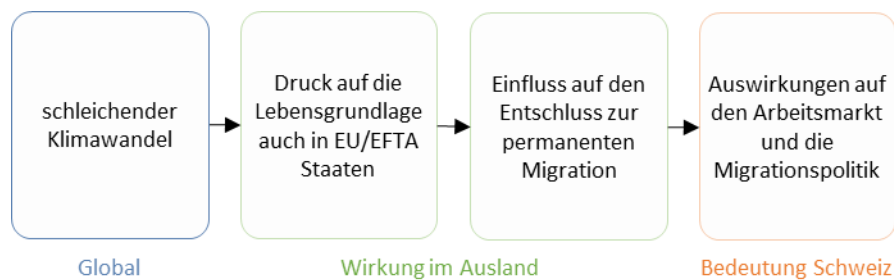 schleichender
Klimawandel
Druck auf die
Lebensgrundlage
auch in EU/EFTA
Staaten
Einfluss auf den
Entschluss zur
permanenten
Migration
Auswirkungen auf
den Arbeitsmarkt
und die
Migrationspolitik
Global
Wirkung im Ausland
Bedeutung Schweiz